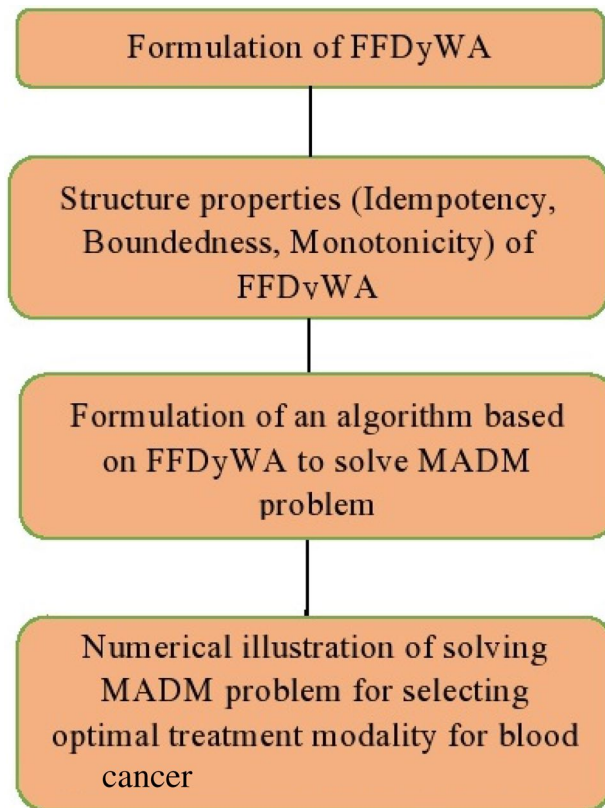 Formulation of FFDyWA
Structure properties (Idempotency,
Boundedness, Monotonicity) of
FFDyWA
Formulation of an algorithm based
on FFDyWA to solve MADM
problem
Numerical illustration of solving
MADM problem for selecting
optimal treatment modality for blood
cancer